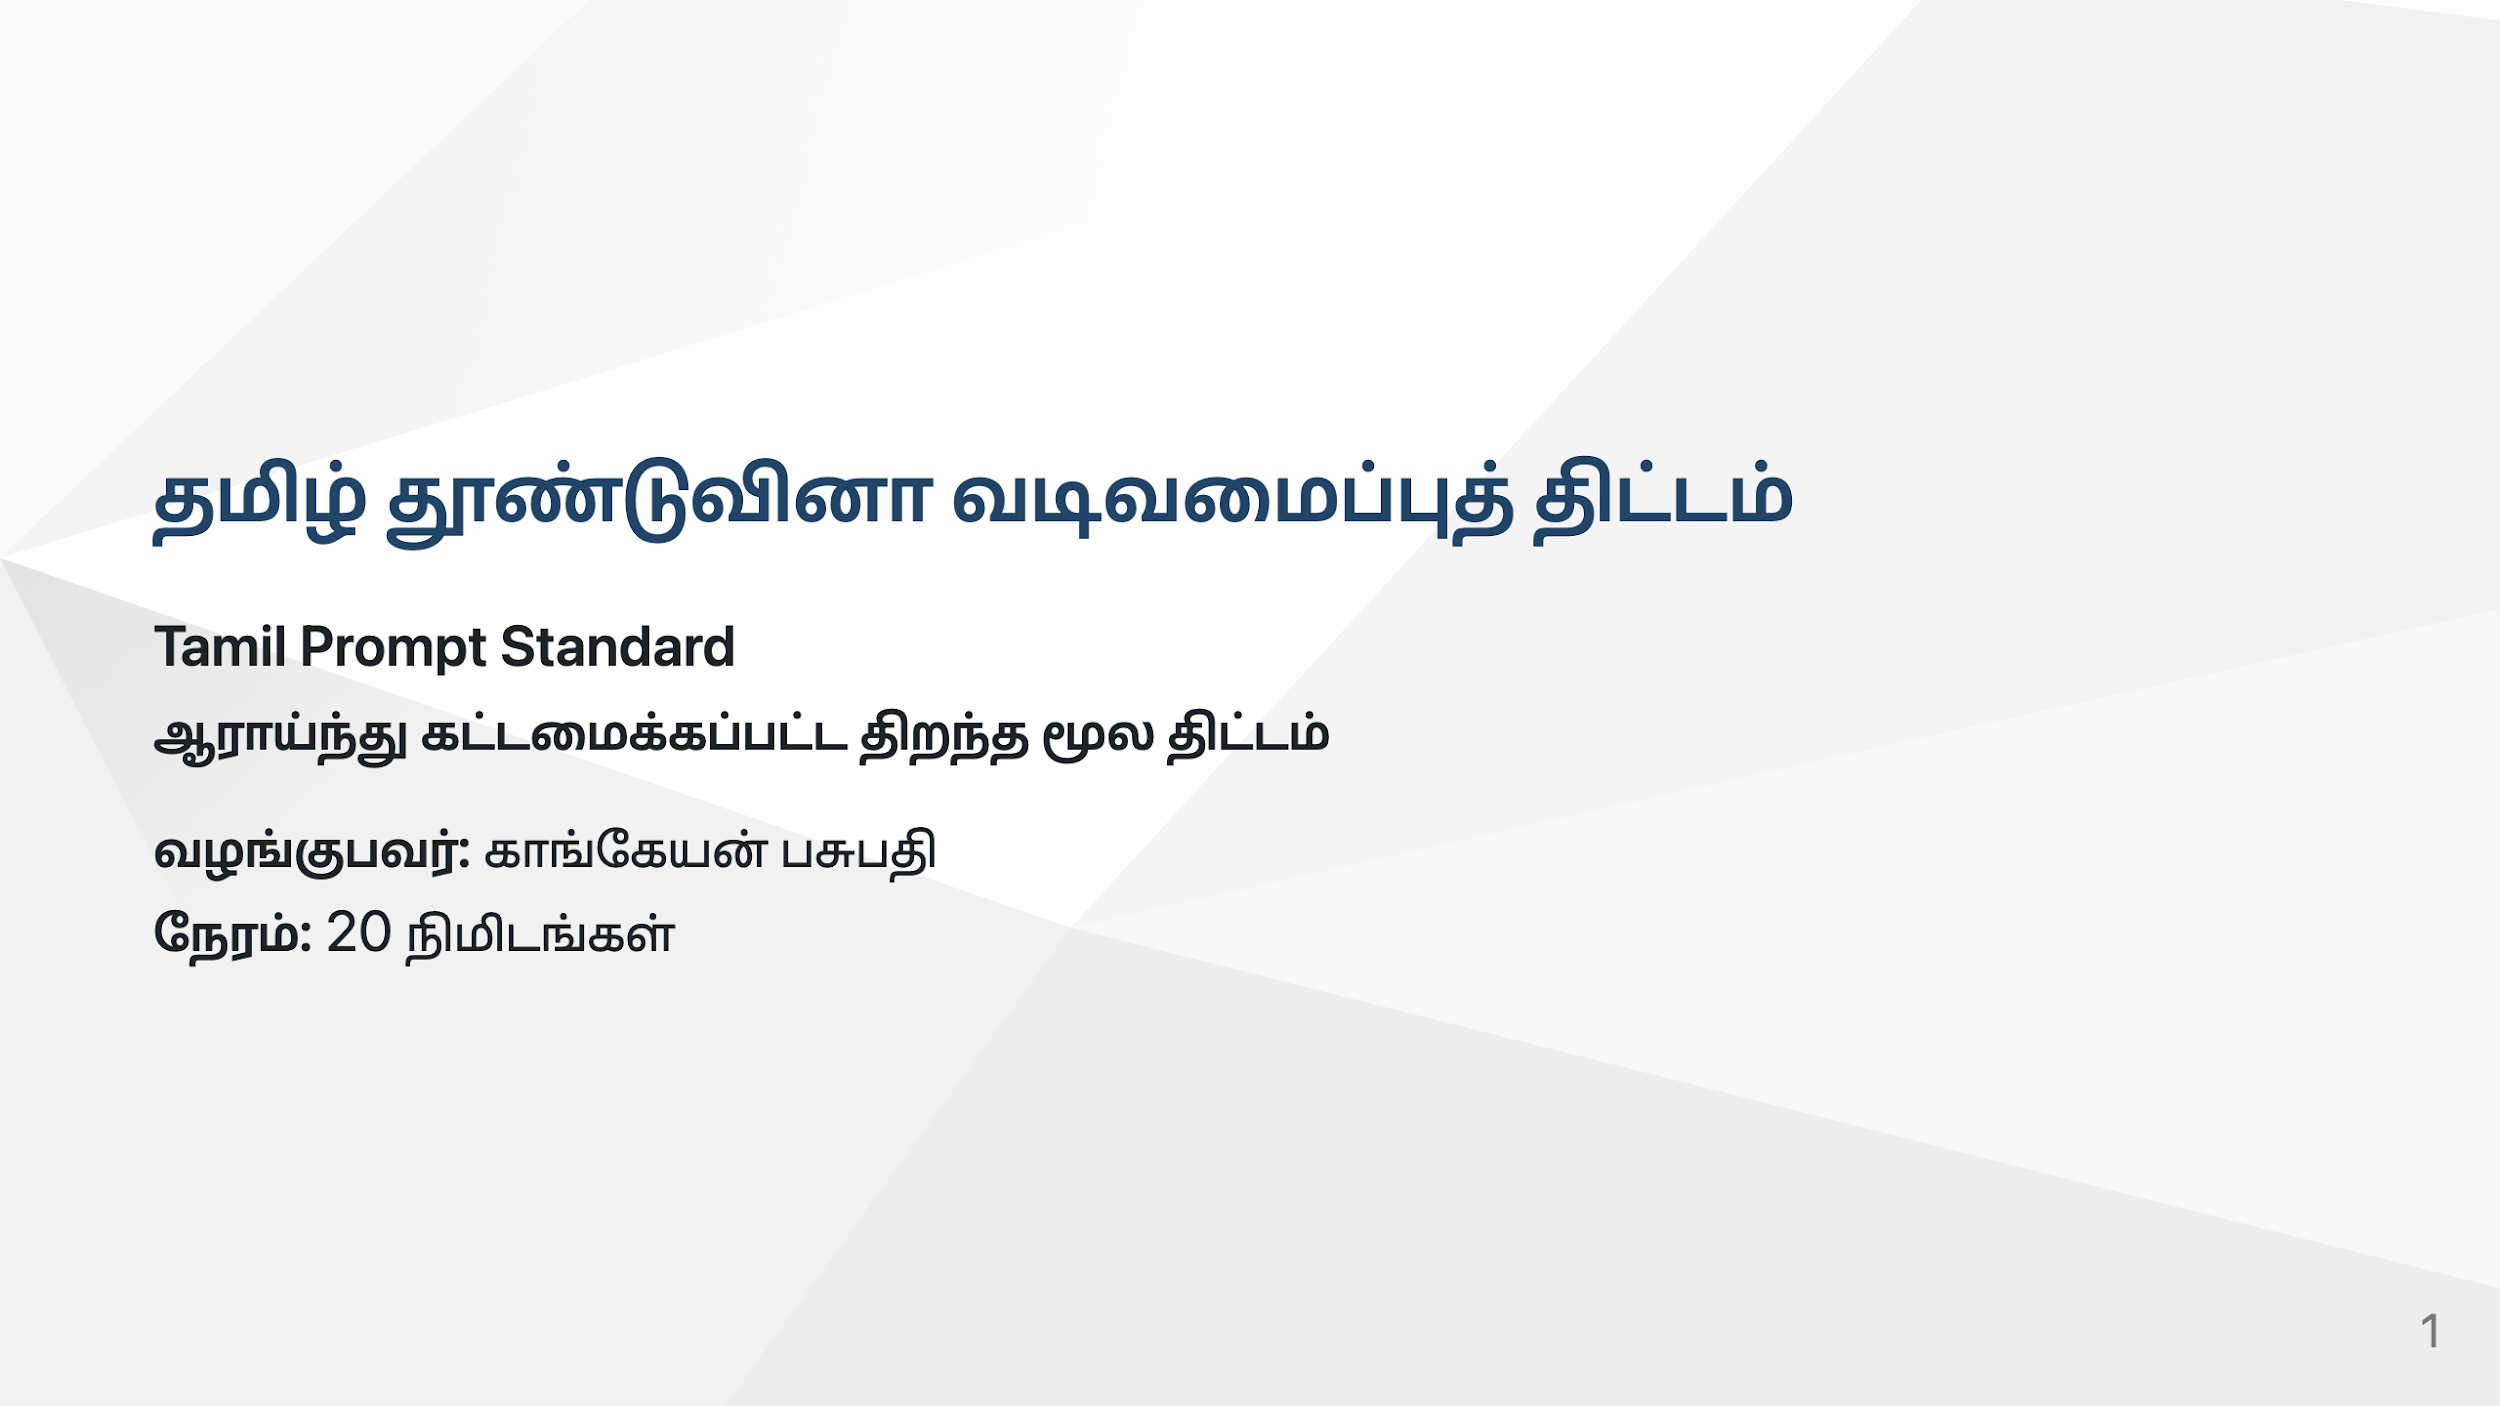 தமிழ் தூண்டுவினா வடிவமைப்புத் திட்டம்
Tamil Prompt Standard
ஆராய்ந்து கட்டமைக்கப்பட்ட திறந்த மூல திட்டம்
வழங்குபவர்: காங்கேயன் பசுபதி
நேரம்: 20 நிமிடங்கள்
1